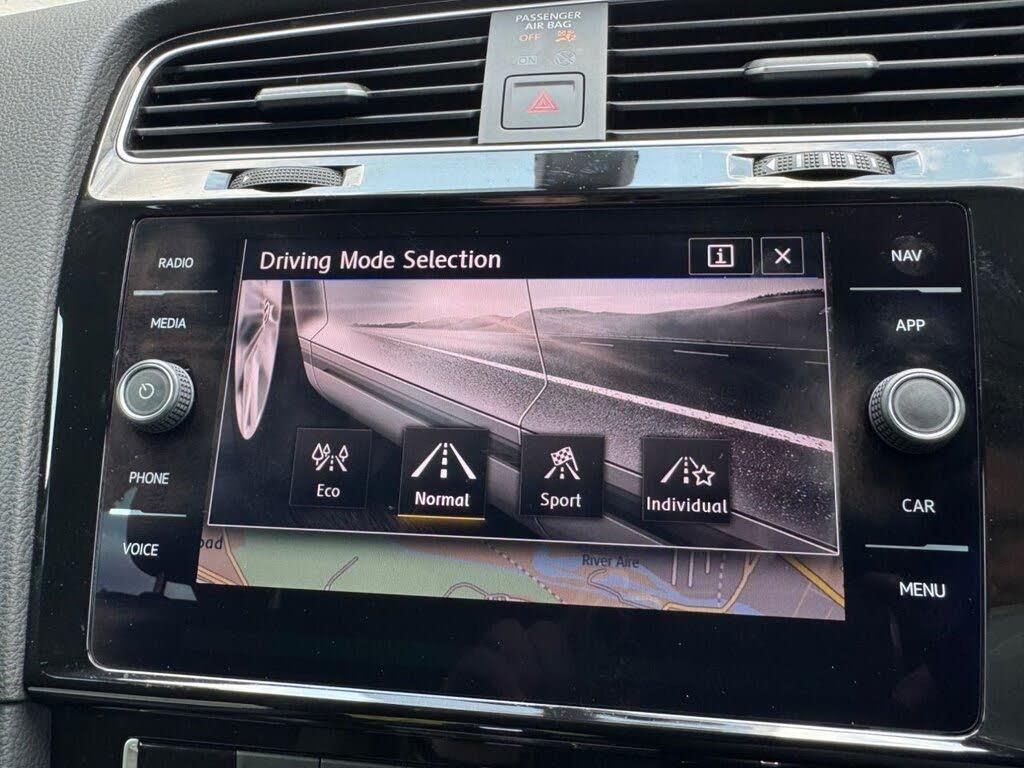 PASSENGER
AIR BAG
OFF
ON
RADIO
MEDIA
PHONE
VOICE
Driving Mode Selection
i
Eco
Normal
Sport
Individual
oad
River Aire
NAV
APP
CAR
MENU